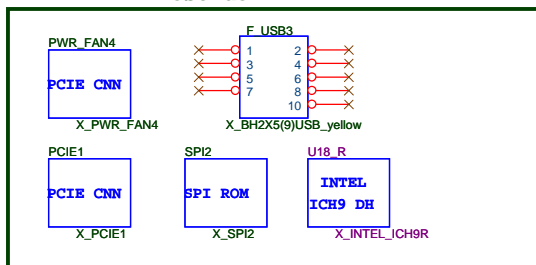 F_USB3
PWR_FAN4
PCIE CNN
X_PWR_FAN4
1 2
3 4
5 6
7 8
10
X_BH2X5(9)USB_yellow
PCIE1
PCIE CNN
X_PCIE1
SPI2
SPI ROM
X_SPI2
U18_R
INTEL
ICH9 DH
X_INTEL_ICH9R